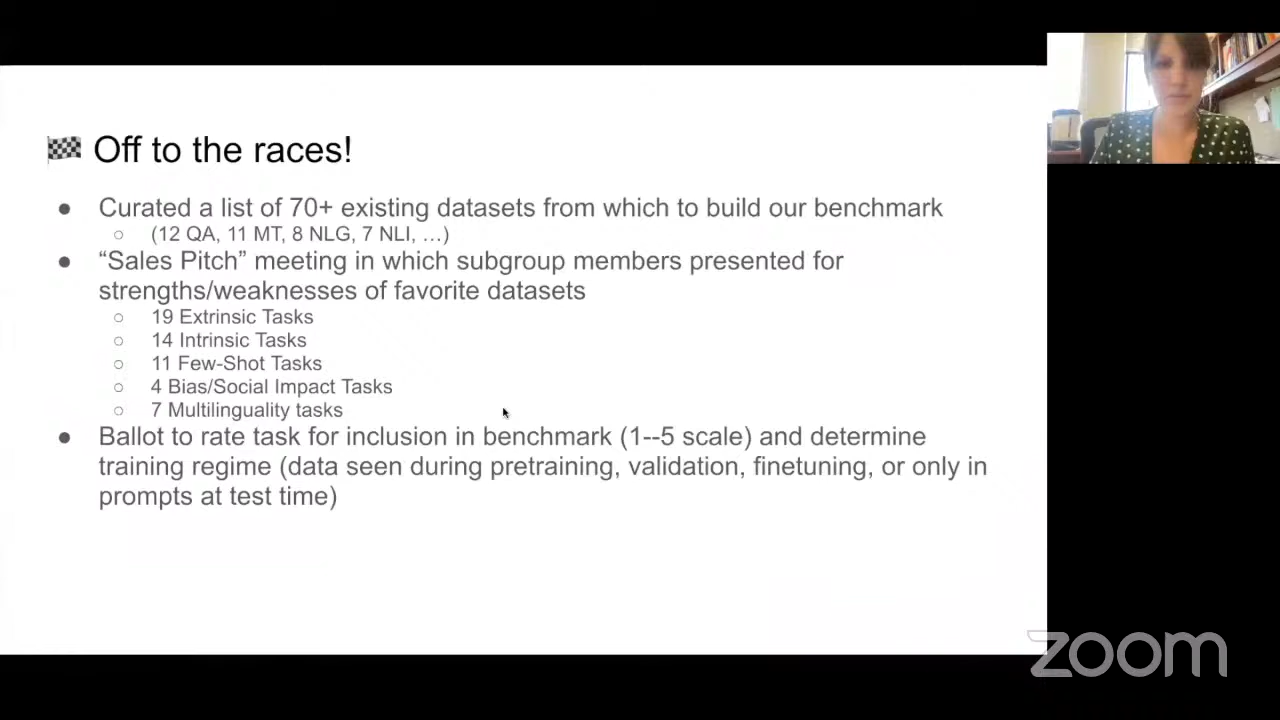 Off to the races!
● Curated a list of 70+ existing datasets from which to build our benchmark
○ (12 QA, 11 MT, 8 NLG, 7 NLI, …)
● “Sales Pitch” meeting in which subgroup members presented for
strengths/weaknesses of favorite datasets
○ 19 Extrinsic Tasks
○ 14 Intrinsic Tasks
○ 11 Few-Shot Tasks
○ 4 Bias/Social Impact Tasks
○ 7 Multilinguality tasks
● Ballot to rate task for inclusion in benchmark (1--5 scale) and determine
training regime (data seen during pretraining, validation, finetuning, or only in
prompts at test time)
zoom